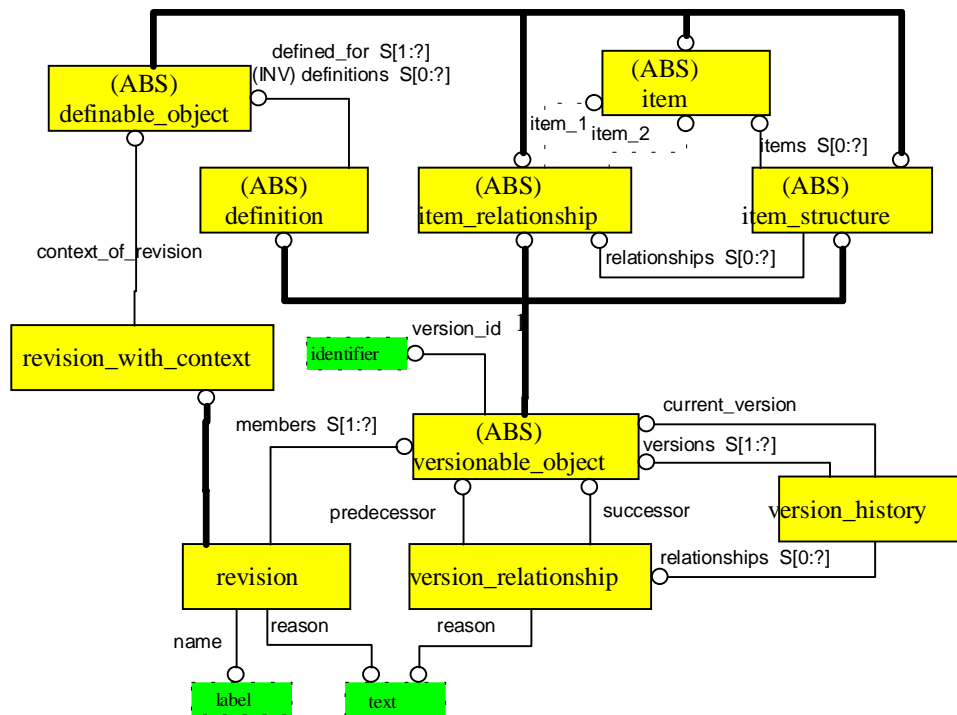 defined_for S[1:?]
(INV) definitions S[0:?]
(ABS)
definable_object
(ABS)
item
item_1
item_2
items S[0:?]
(ABS)
definition
(ABS)
item_relationship
(ABS)
item_structure
context_of_revision
relationships S[0:?]
1
version_id
identifier
revision_with_context
current_version
members S[1:?]
(ABS)
versionable_object
versions S[1:?]
predecessor
successor
version_history
relationships S[0:?]
revision
version_relationship
name
reason
reason
label
text